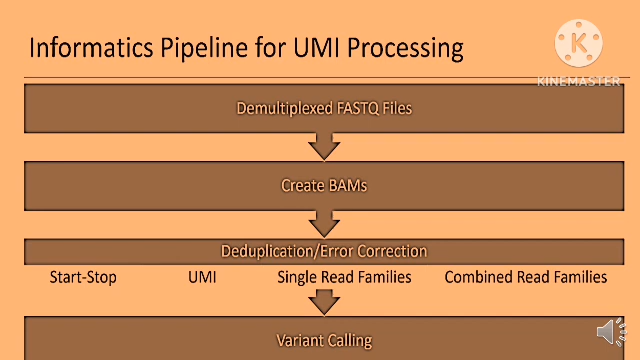 Informatics Pipeline for UMI Processing
K
KINEMASTER
Demultiplexed FASTQ Files
Create BAMs
Deduplication/Error Correction
Start-Stop UMI Single Read Families Combined Read Families
Variant Calling